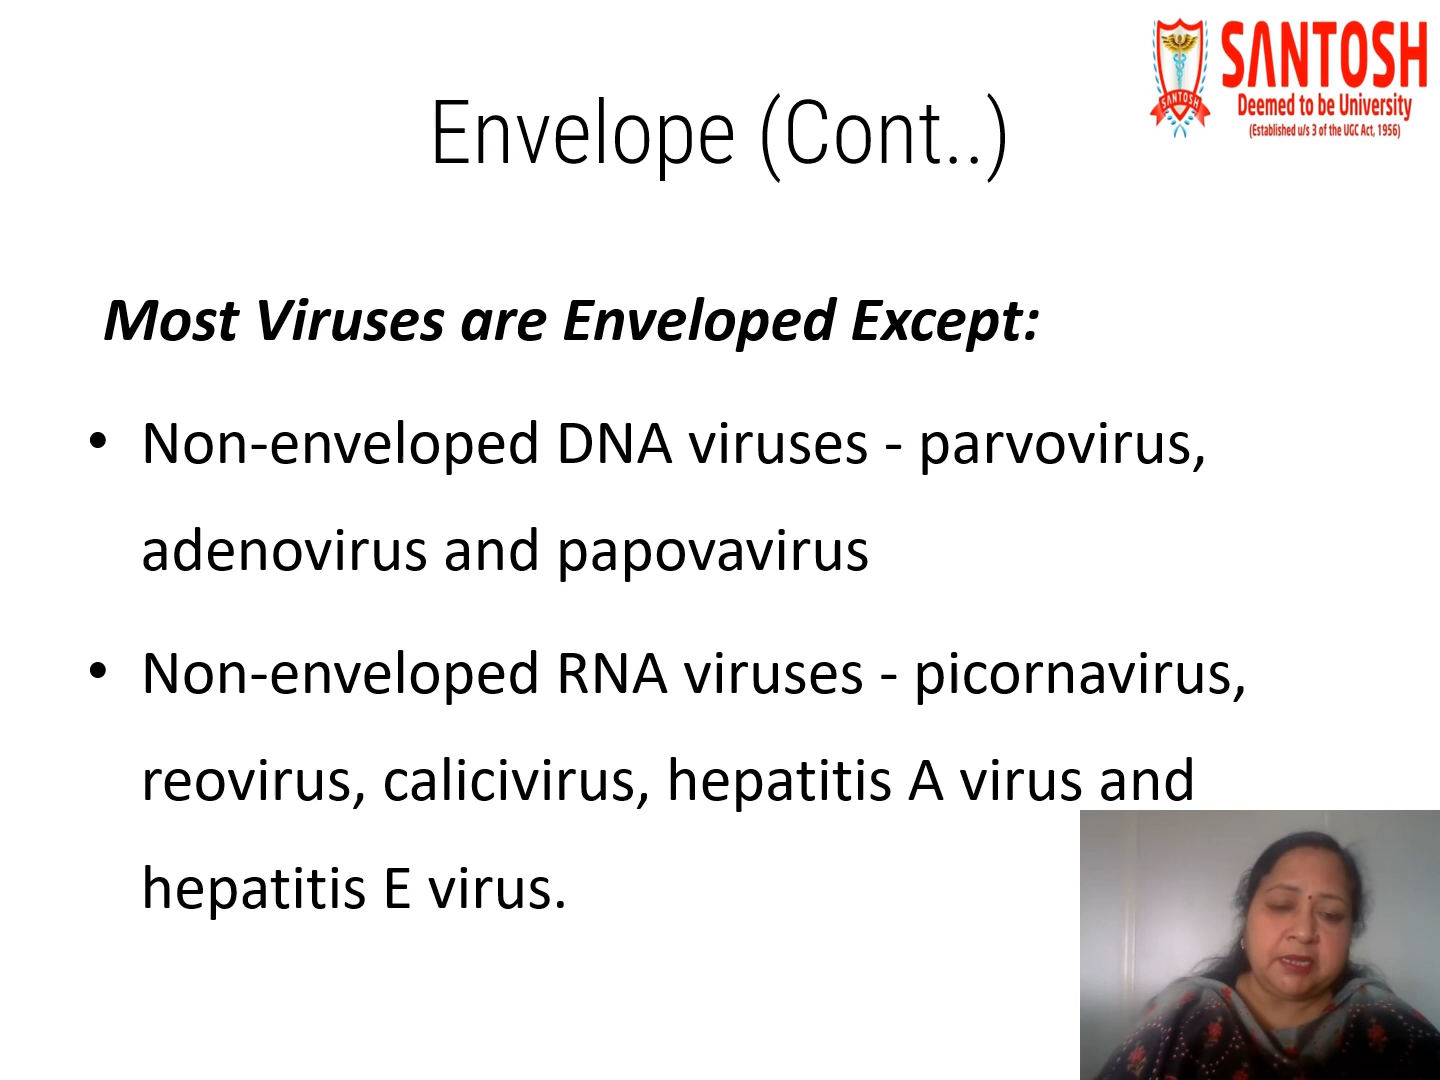 SANTOSH
Deemed to be University
(Established u/s 3 of the UGC Act, 1956)
SANTOSH
Envelope (Cont..)
Most Viruses are Enveloped Except:
• Non-enveloped DNA viruses - parvovirus,
adenovirus and papovavirus
• Non-enveloped RNA viruses - picornavirus,
reovirus, calicivirus, hepatitis A virus and
hepatitis E virus.